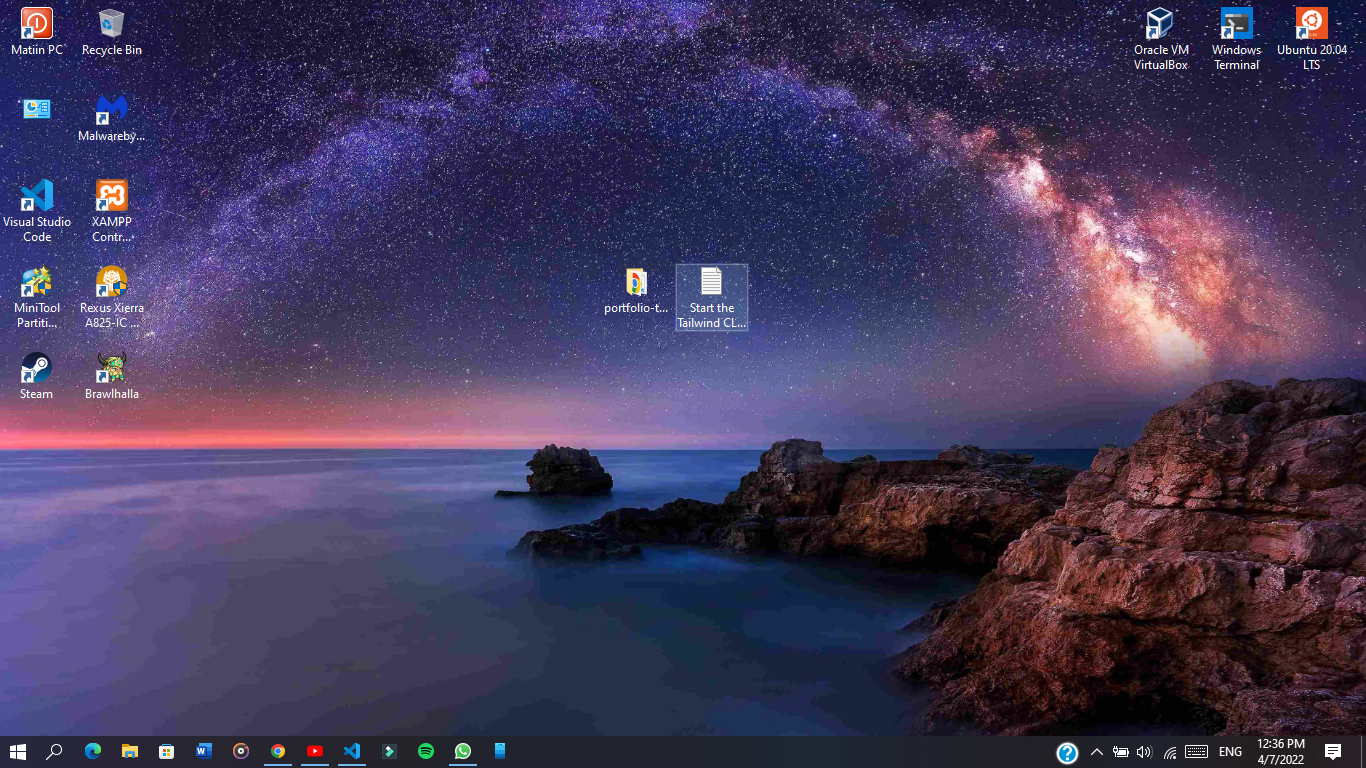 Matiin PC
Recycle Bin
Oracle VM
VirtualBox
Windows
Terminal
Ubuntu 20.04
LTS
Malwareby...
Visual Studio
Code
XAMPP
Contr...
MiniTool
Partiti...
Rexus Xierra
A825-IC ...
portfolio-t...
Start the
Tailwind CL...
Steam
Brawlhalla
ENG
12:36 PM
4/7/2022